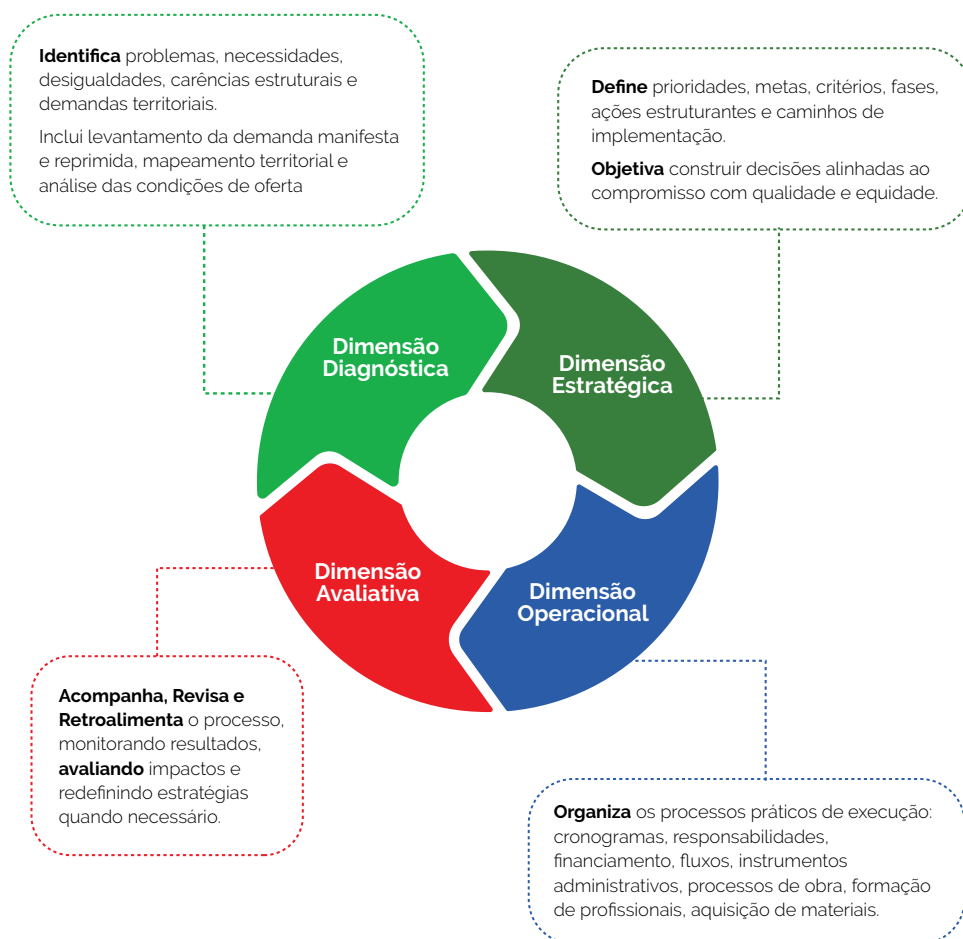 Identifica problemas, necessidades,
desigualdades, carências estruturais e
demandas territoriais.
Inclui levantamento da demanda manifesta
e reprimida, mapeamento territorial e
análise das condições de oferta
Define prioridades, metas, critérios, fases,
ações estruturantes e caminhos de
implementação.
Objetiva construir decisões alinhadas ao
compromisso com qualidade e equidade.
Dimensão
Diagnóstica
Dimensão
Estratégica
Dimensão
Avaliativa
Dimensão
Operacional
Acompanha, Revisa e
Retroalimenta o processo,
monitorando resultados,
avaliando impactos e
redefinindo estratégias
quando necessário.
Organiza os processos práticos de execução:
cronogramas, responsabilidades,
financiamento, fluxos, instrumentos
administrativos, processos de obra, formação
de profissionais, aquisição de materiais.